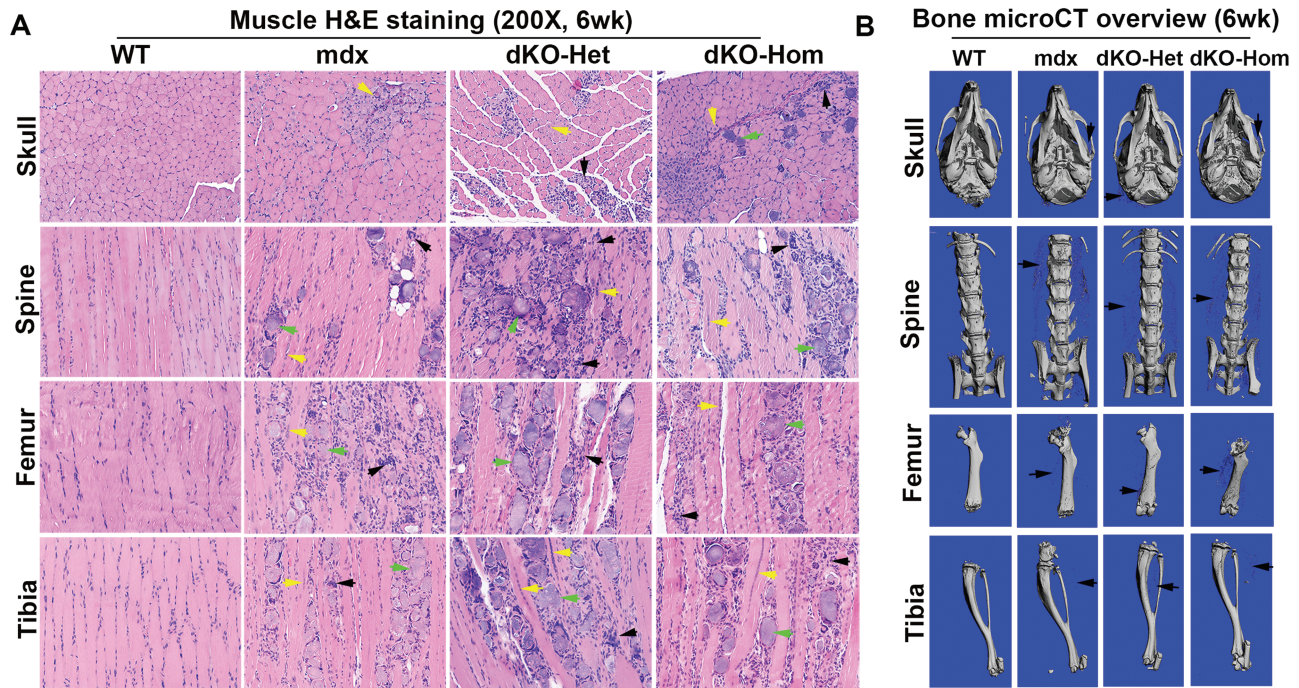 A
Muscle H&E staining (200X, 6wk)
WT mdx dKO-Het dKO-Hom
Skull
Spine
Femur
Tibia
B
Bone microCT overview (6wk)
WT mdx dKO-Het dKO-Hom
Skull
Spine
Femur
Tibia